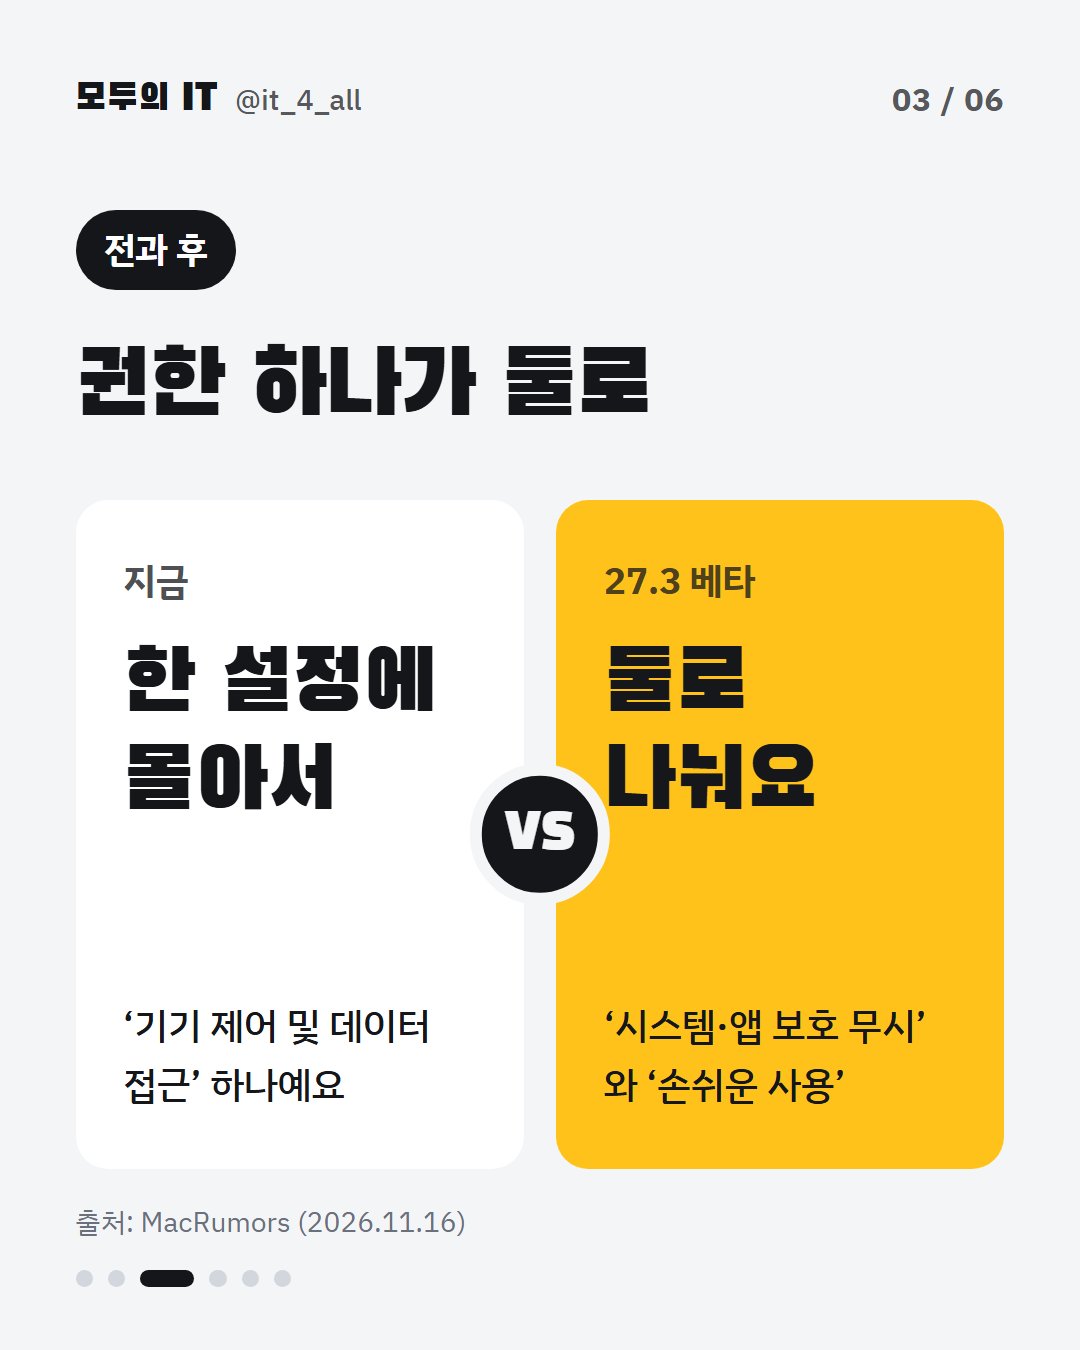 모두의 IT @it_4_all
03 / 06
전과 후
권한 하나가 둘로
지금
한 설정에
몰아서
‘기기 제어 및 데이터
접근’ 하나예요
VS
27.3 베타
둘로
나눠요
‘시스템·앱 보호 무시’
와 ‘손쉬운 사용’
출처: MacRumors (2026.11.16)